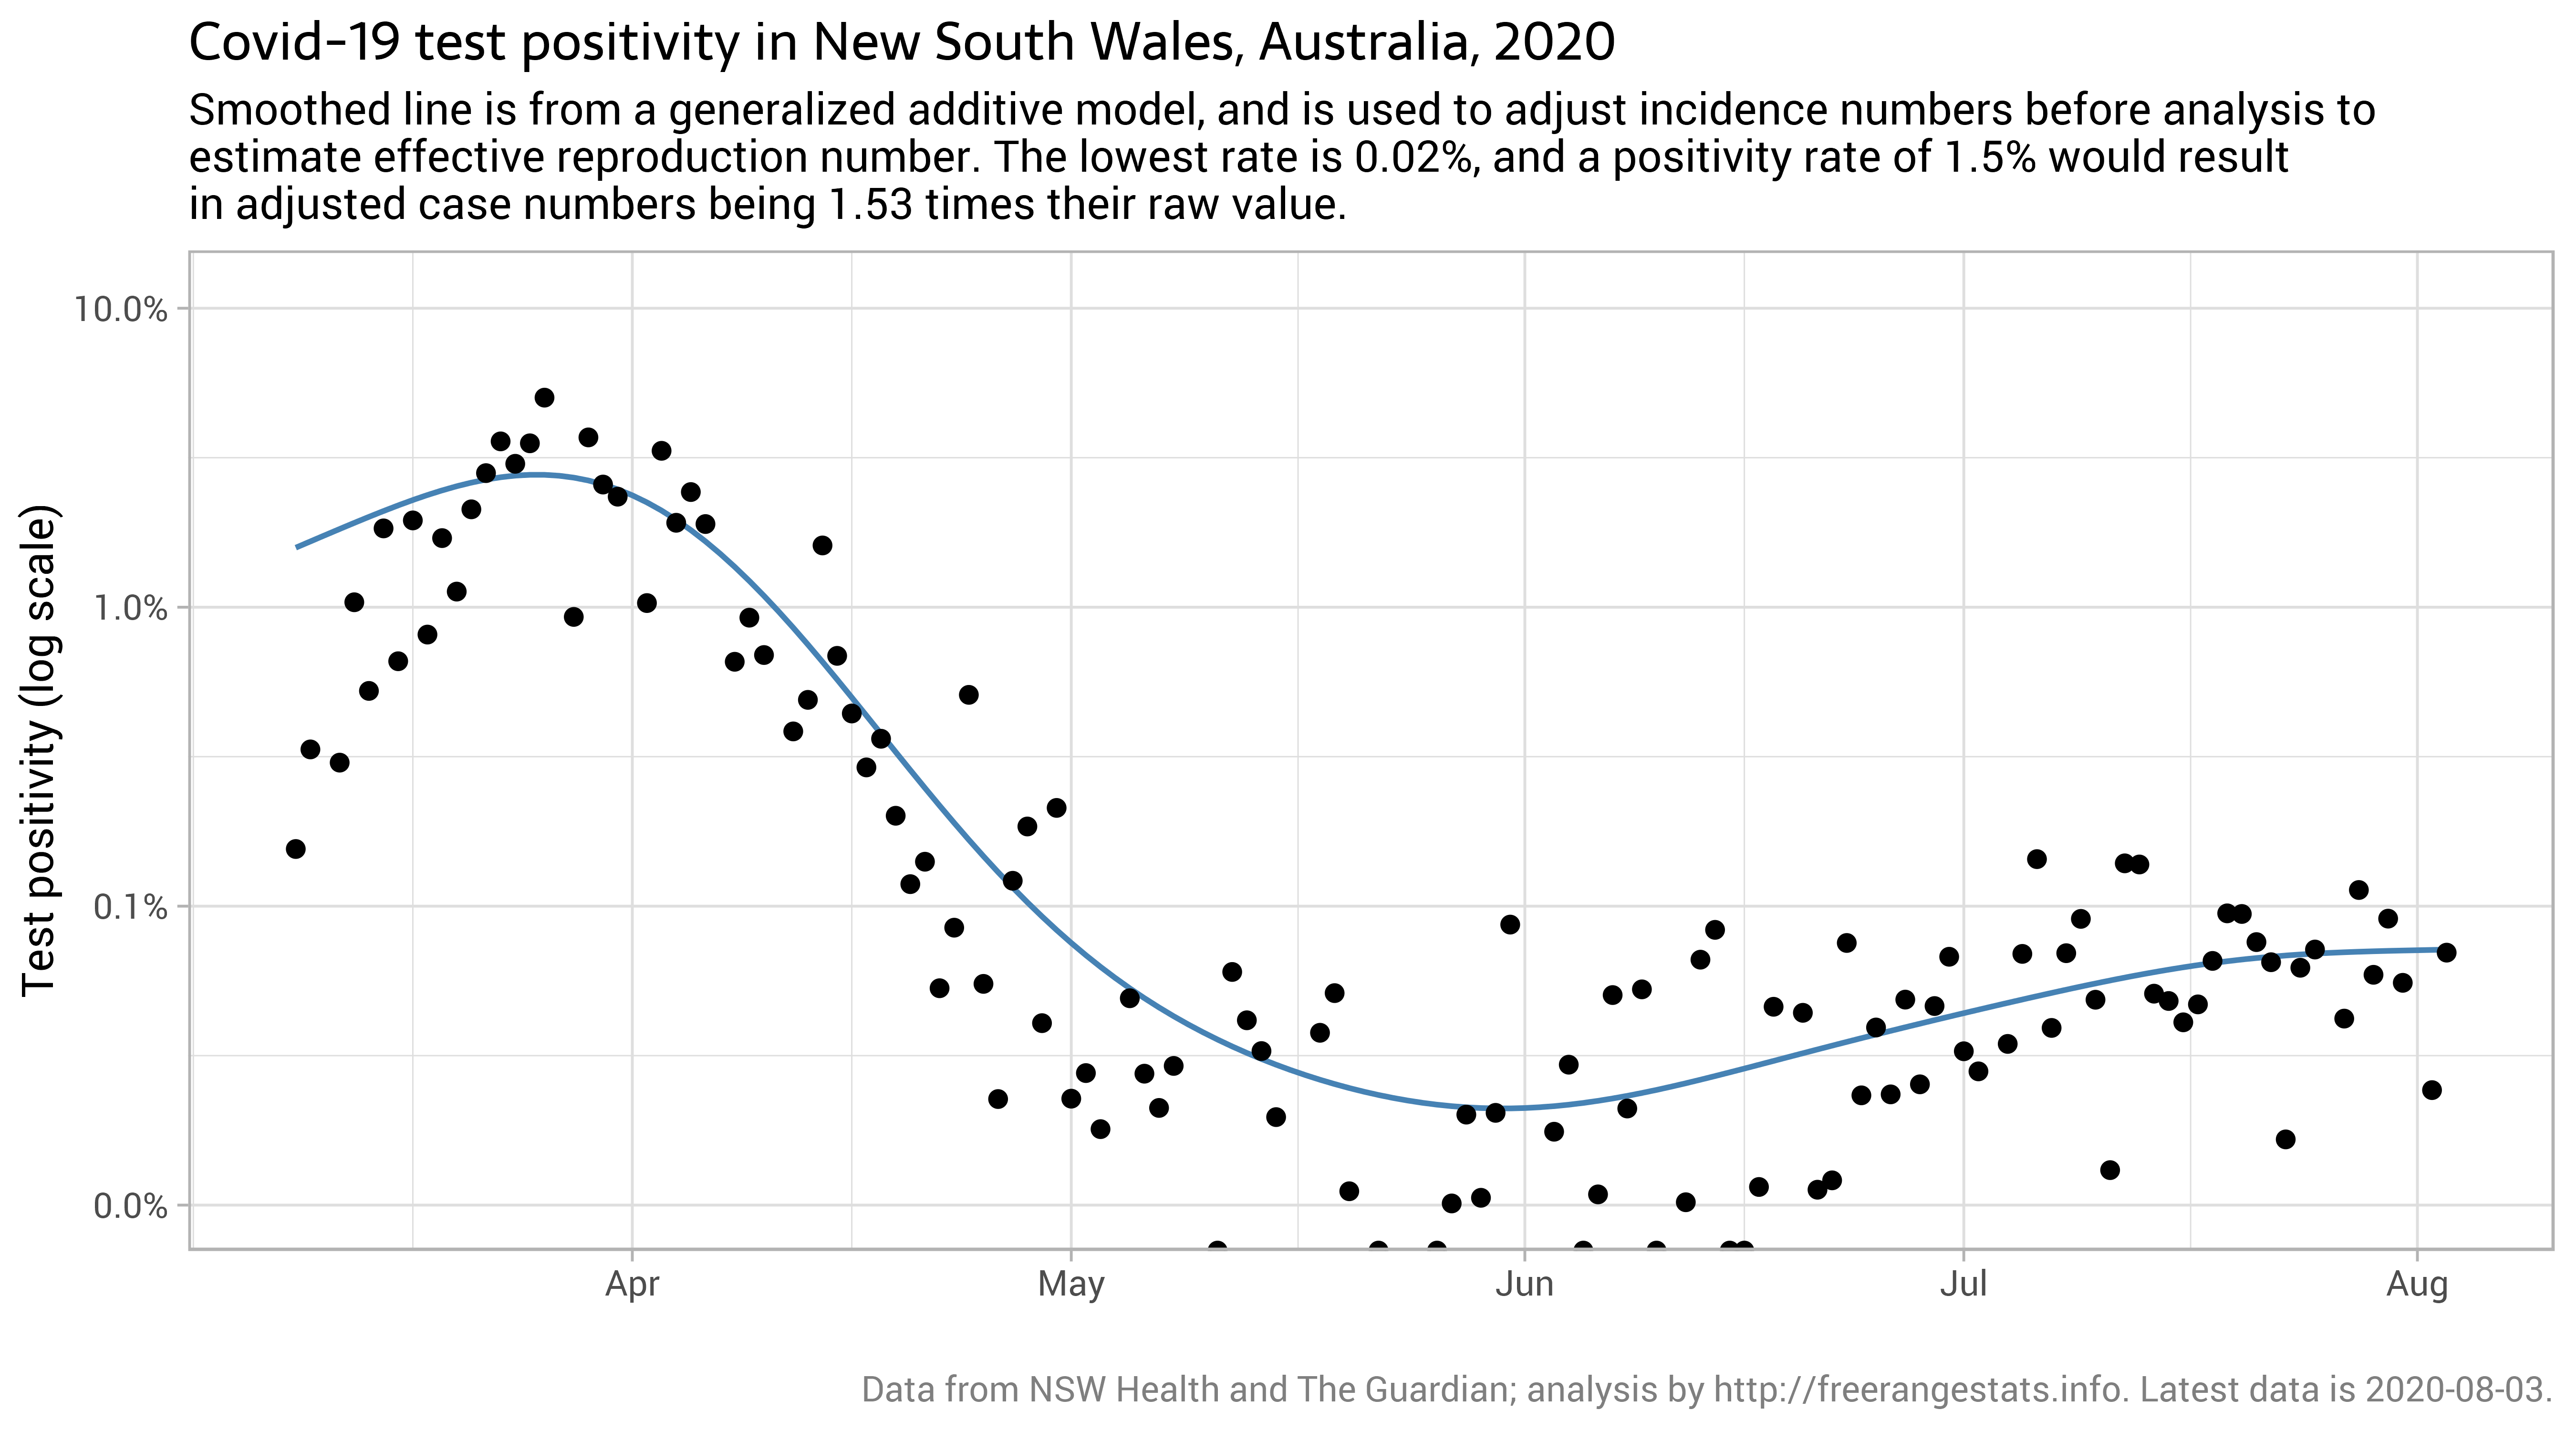 Covid-19 test positivity in New South Wales, Australia, 2020
Smoothed line is from a generalized additive model, and is used to adjust incidence numbers before analysis to
estimate effective reproduction number. The lowest rate is 0.02%, and a positivity rate of 1.5% would result
in adjusted case numbers being 1.53 times their raw value.
Test positivity (log scale)
10.0%
1.0%
0.1%
0.0%
Apr May Jun Jul Aug
Data from NSW Health and The Guardian; analysis by http://freerangestats.info. Latest data is 2020-08-03.